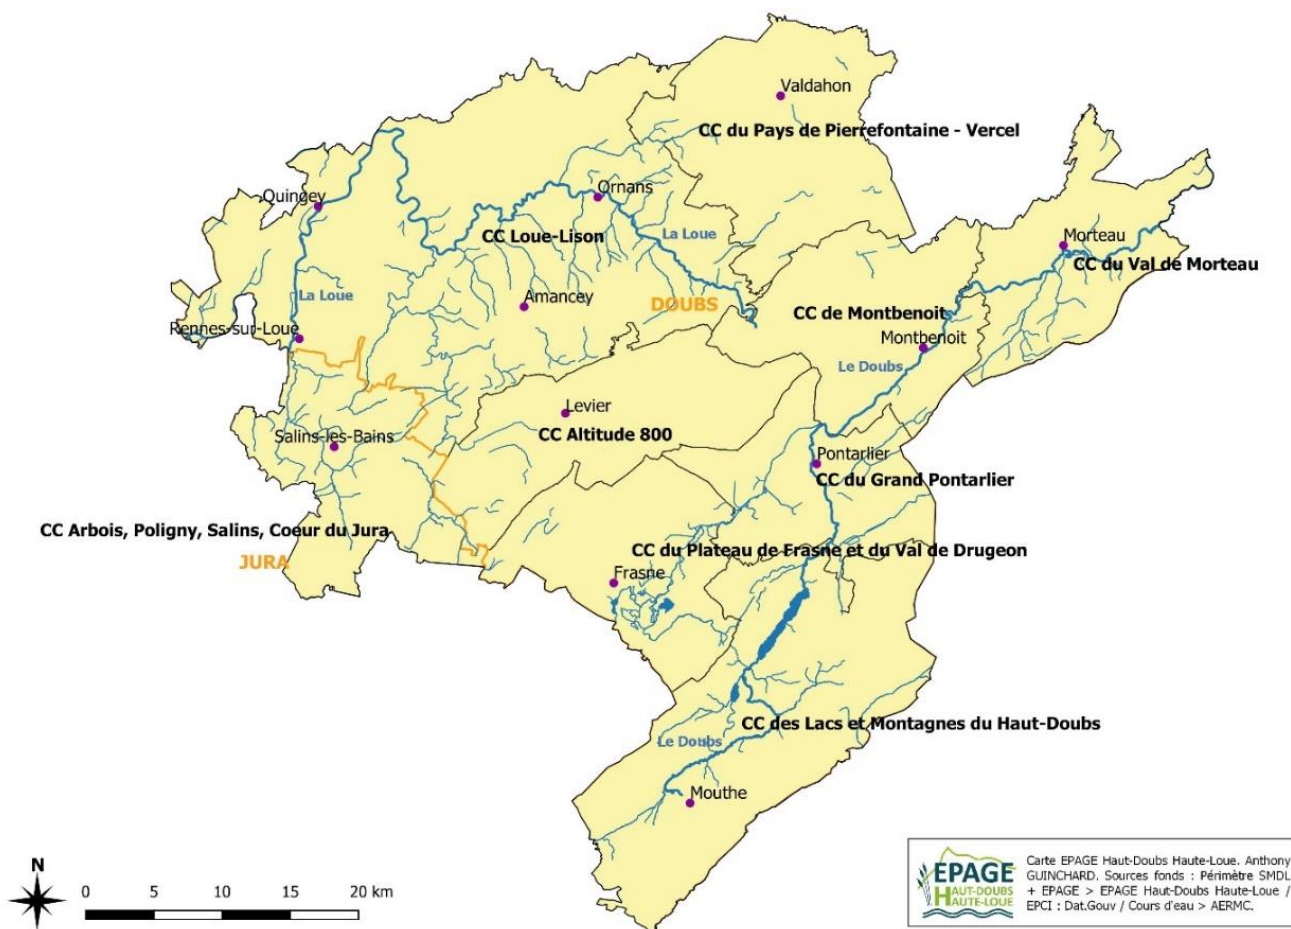 Valdahon
CC du Pays de Pierrefontaine - Vercel
Quingey
Ornans
La Loue
CC Loue-Lison
Morteau
CC du Val de Morteau
La Loue
Amancey
DOUBS
CC de Montbenoit
Rennes-sur-Loue
Montbenoit
Le Doubs
Levier
CC Altitude 800
Salins-les-Bains
Pontarlier
CC du Grand Pontarlier
CC Arbois, Poligny, Salins, Coeur du Jura
JURA
CC du Plateau de Frasne et du Val de Drugeon
Frasne
CC des Lacs et Montagnes du Haut-Doubs
Le Doubs
Mouthe
N
0 5 10 15 20 km
EPAGE
HAUT-DOUBS
HAUTE-LOUE
Carte EPAGE Haut-Doubs Haute-Loue. Anthony
GUINCHARD. Sources fonds : Périmètre SMDL
+ EPAGE > EPAGE Haut-Doubs Haute-Loue /
EPCI : Dat.Gouv / Cours d'eau > AERMC.